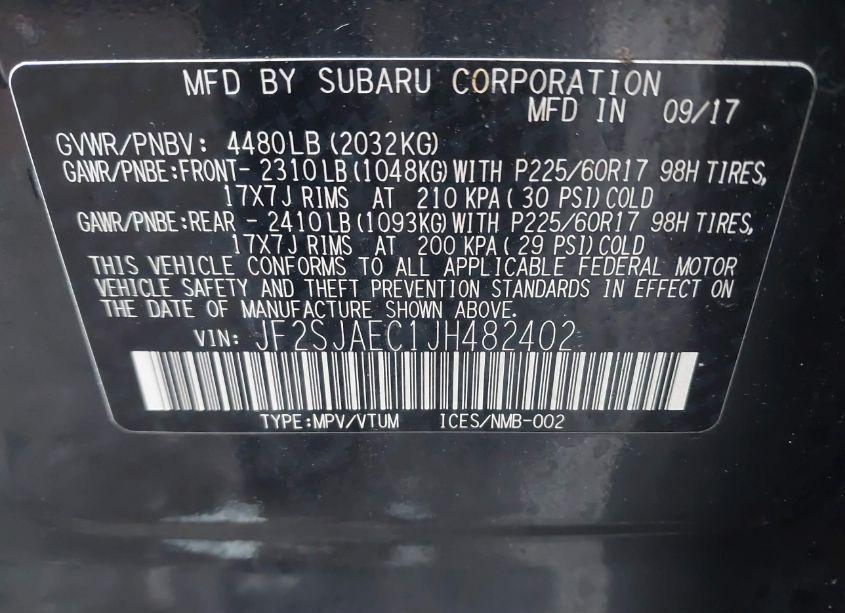 MFD BY SUBARU CORPORATION
MFD IN 09/17
GVWR/PNBV: 4480LB (2032KG)
GAWR/PNBE:FRONT- 2310LB (1048KG) WITH P225/60R17 98H TIRES,
17X7J RIMS AT 210 KPA (30 PSI) COLD
GAWR/PNBE:REAR - 2410LB (1093KG) WITH P225/60R17 98H TIRES,
17X7J RIMS AT 200 KPA (29 PSI) COLD
THIS VEHICLE CONFORMS TO ALL APPLICABLE FEDERAL MOTOR
VEHICLE SAFETY AND THEFT PREVENTION STANDARDS IN EFFECT ON
THE DATE OF MANUFACTURE SHOWN ABOVE.
VIN: JF2SJAEC1JH482402
TYPE:MPV/VTUM ICES/NMB-002